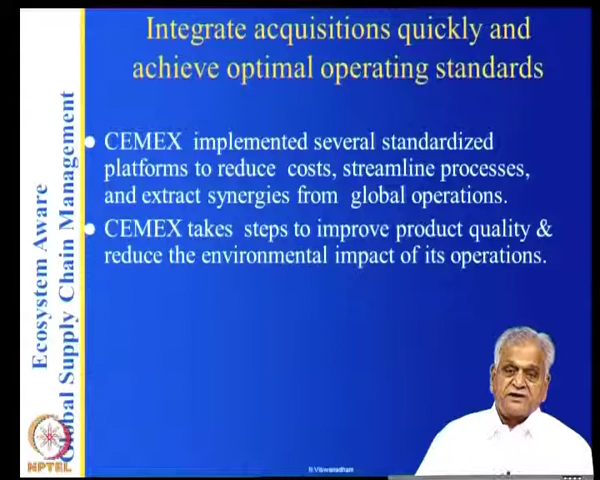 Integrate acquisitions quickly and
achieve optimal operating standards
CEMEX implemented several standardized
platforms to reduce costs, streamline processes,
and extract synergies from global operations.
CEMEX takes steps to improve product quality &
reduce the environmental impact of its operations.
Ecosystem Aware
Global Supply Chain Management
NPTEL
N.Viswanadham